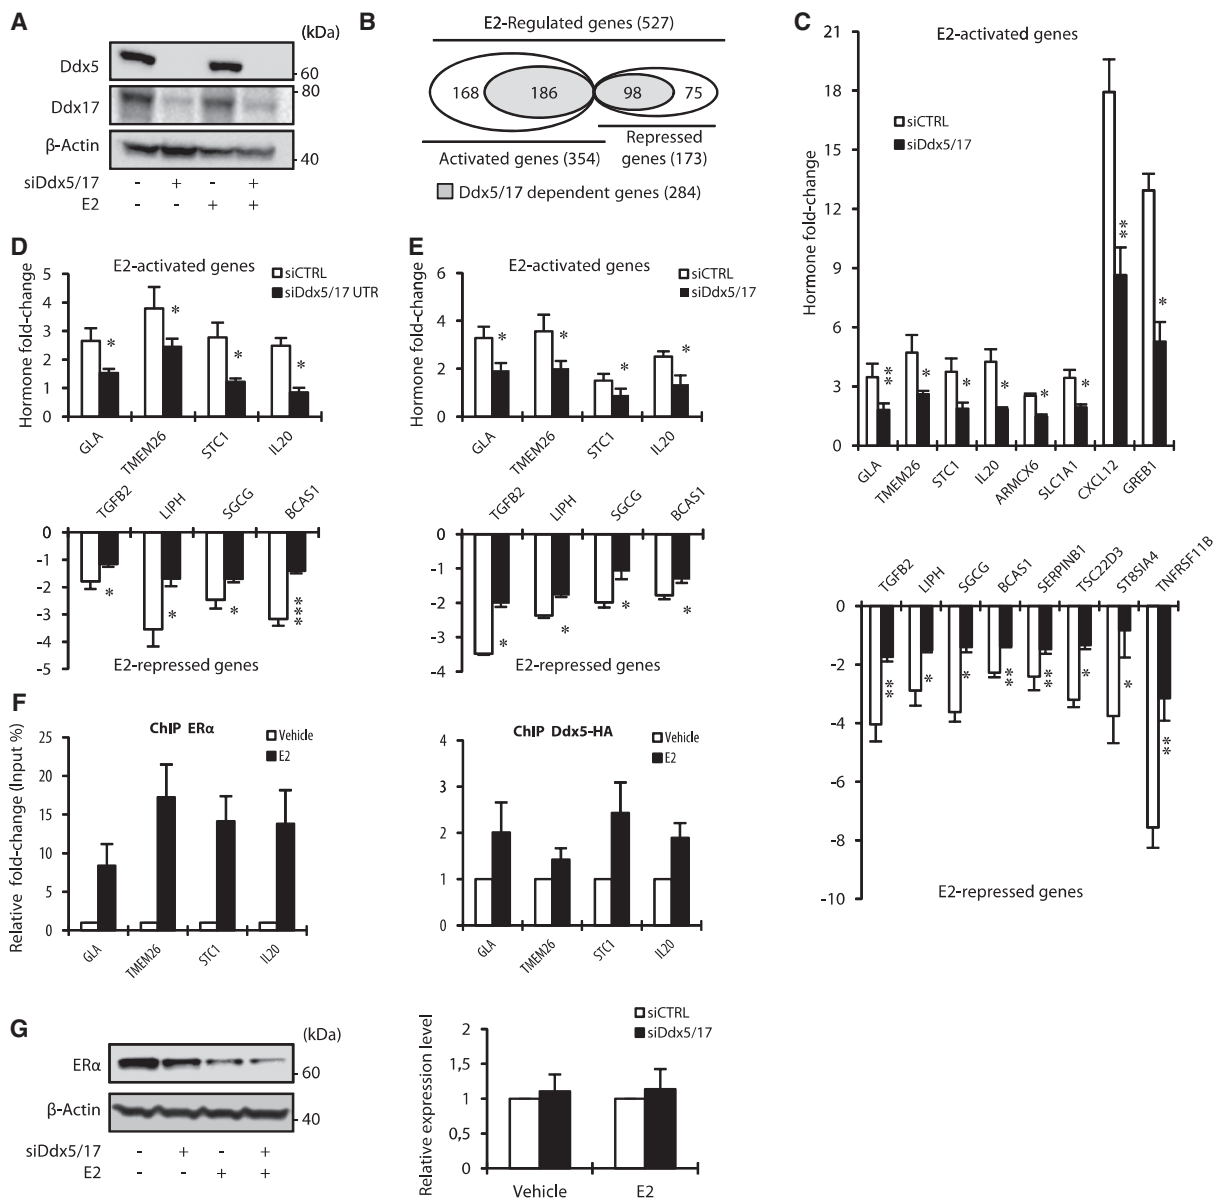 A
(kDa)
Ddx5
60
80
Ddx17
β-Actin
40
siDdx5/17 - + - +
E2 - - + +
B
E2-Regulated genes (527)
168 186 98 75
Activated genes (354)
Repressed
genes (173)
Ddx5/17 dependent genes (284)
C
E2-activated genes
Hormone fold-change
21
18
15
12
9
6
3
0
siCTRL
siDdx5/17
** * * * * * ** *
GLA TMEM26 STC1 IL20 ARMCX6 SLC1A1 CXCL12 GREB1
TGFB2 LIPH SGCG BCAS1 SERPINB1 TSC22D3 ST8SIA4 TNFRSF11B
0
-2
-4
-6
-8
-10
** * * ** ** * * **
E2-repressed genes
D
E2-activated genes
Hormone fold-change
5
4
3
2
1
0
siCTRL
siDdx5/17 UTR
* * * *
GLA TMEM26 STC1 IL20
TGFB2 LIPH SGCG BCAS1
0
-1
-2
-3
-4
-5
* * * ***
E2-repressed genes
E
E2-activated genes
Hormone fold-change
6
4
2
0
siCTRL
siDdx5/17
* * * *
GLA TMEM26 STC1 IL20
TGFB2 LIPH SGCG BCAS1
0
-1
-2
-3
-4
* * * *
E2-repressed genes
F
ChIP ERα
Relative fold-change (Input %)
25
20
15
10
5
0
Vehicle
E2
GLA TMEM26 STC1 IL20
ChIP Ddx5-HA
4
3
2
1
0
Vehicle
E2
GLA TMEM26 STC1 IL20
G
(kDa)
ERα
60
β-Actin
40
siDdx5/17 - + - +
E2 - - + +
Relative expression level
2
1,5
1
0,5
0
siCTRL
siDdx5/17
Vehicle E2